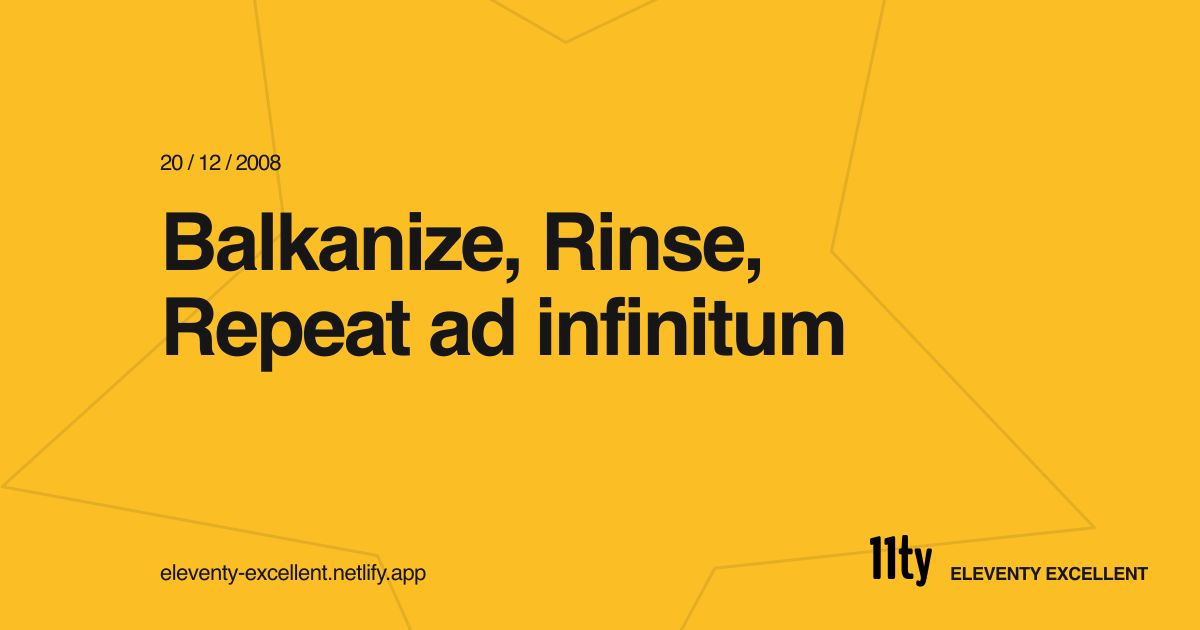 20 / 12 / 2008
Balkanize, Rinse,
Repeat ad infinitum
eleventy-excellent.netlify.app
11ty ELEVENTY EXCELLENT